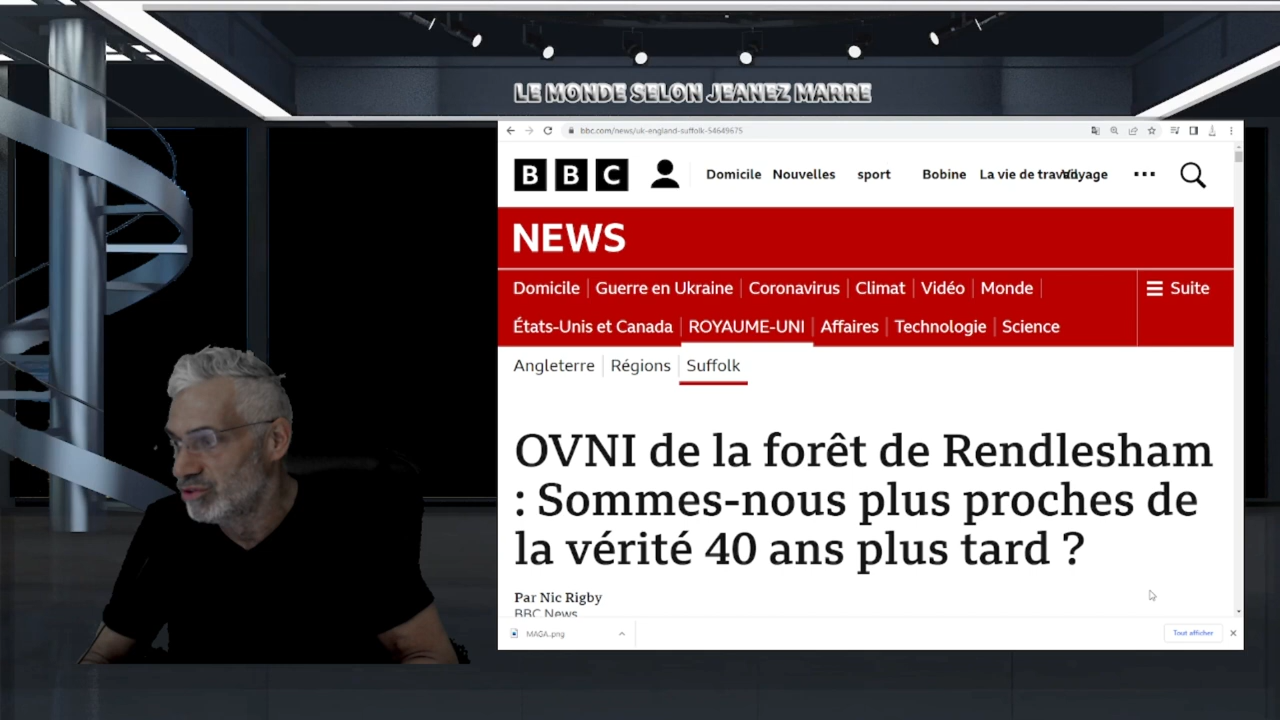 LE MONDE SELON JEANEZ MARRE
bbc.com/news/uk-england-suffolk-54649675
BBC Domicile Nouvelles sport Bobine La vie de travail Voyage ...
NEWS
Domicile Guerre en Ukraine Coronavirus Climat Vidéo Monde Suite
États-Unis et Canada ROYAUME-UNI Affaires Technologie Science
Angleterre Régions Suffolk
OVNI de la forêt de Rendlesham
: Sommes-nous plus proches de
la vérité 40 ans plus tard ?
Par Nic Rigby
BBC News
MAGA.png Tout afficher